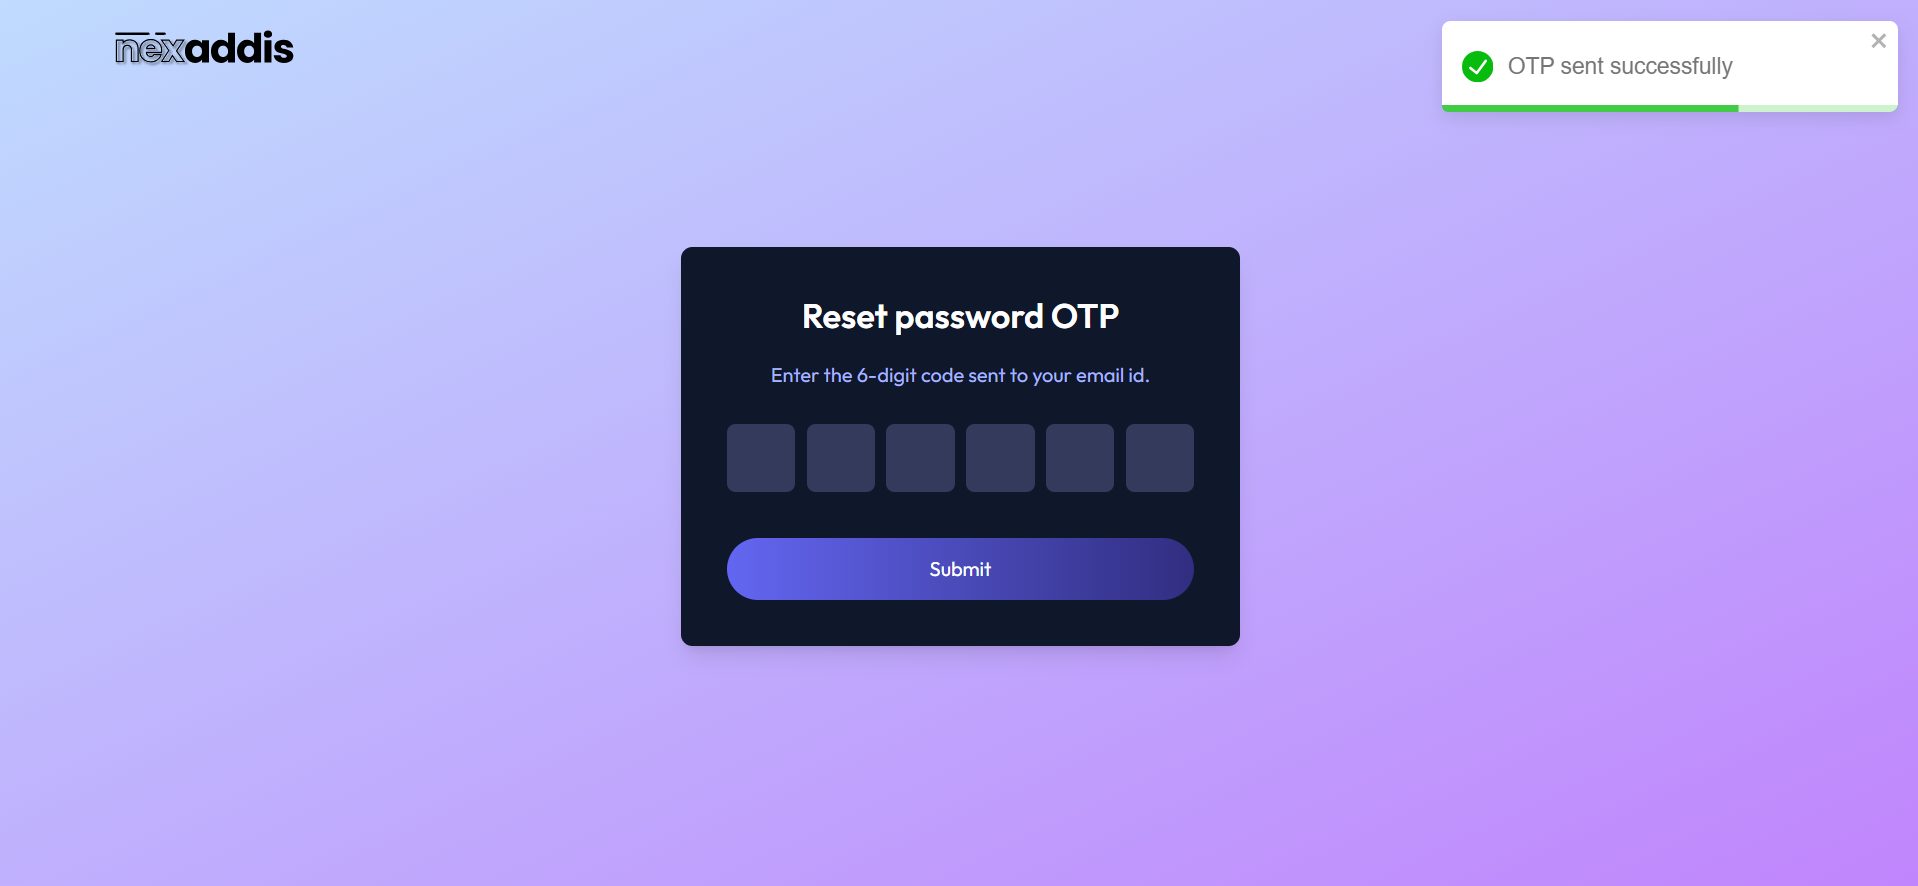 nexaddis
OTP sent successfully
Reset password OTP
Enter the 6-digit code sent to your email id.
Submit